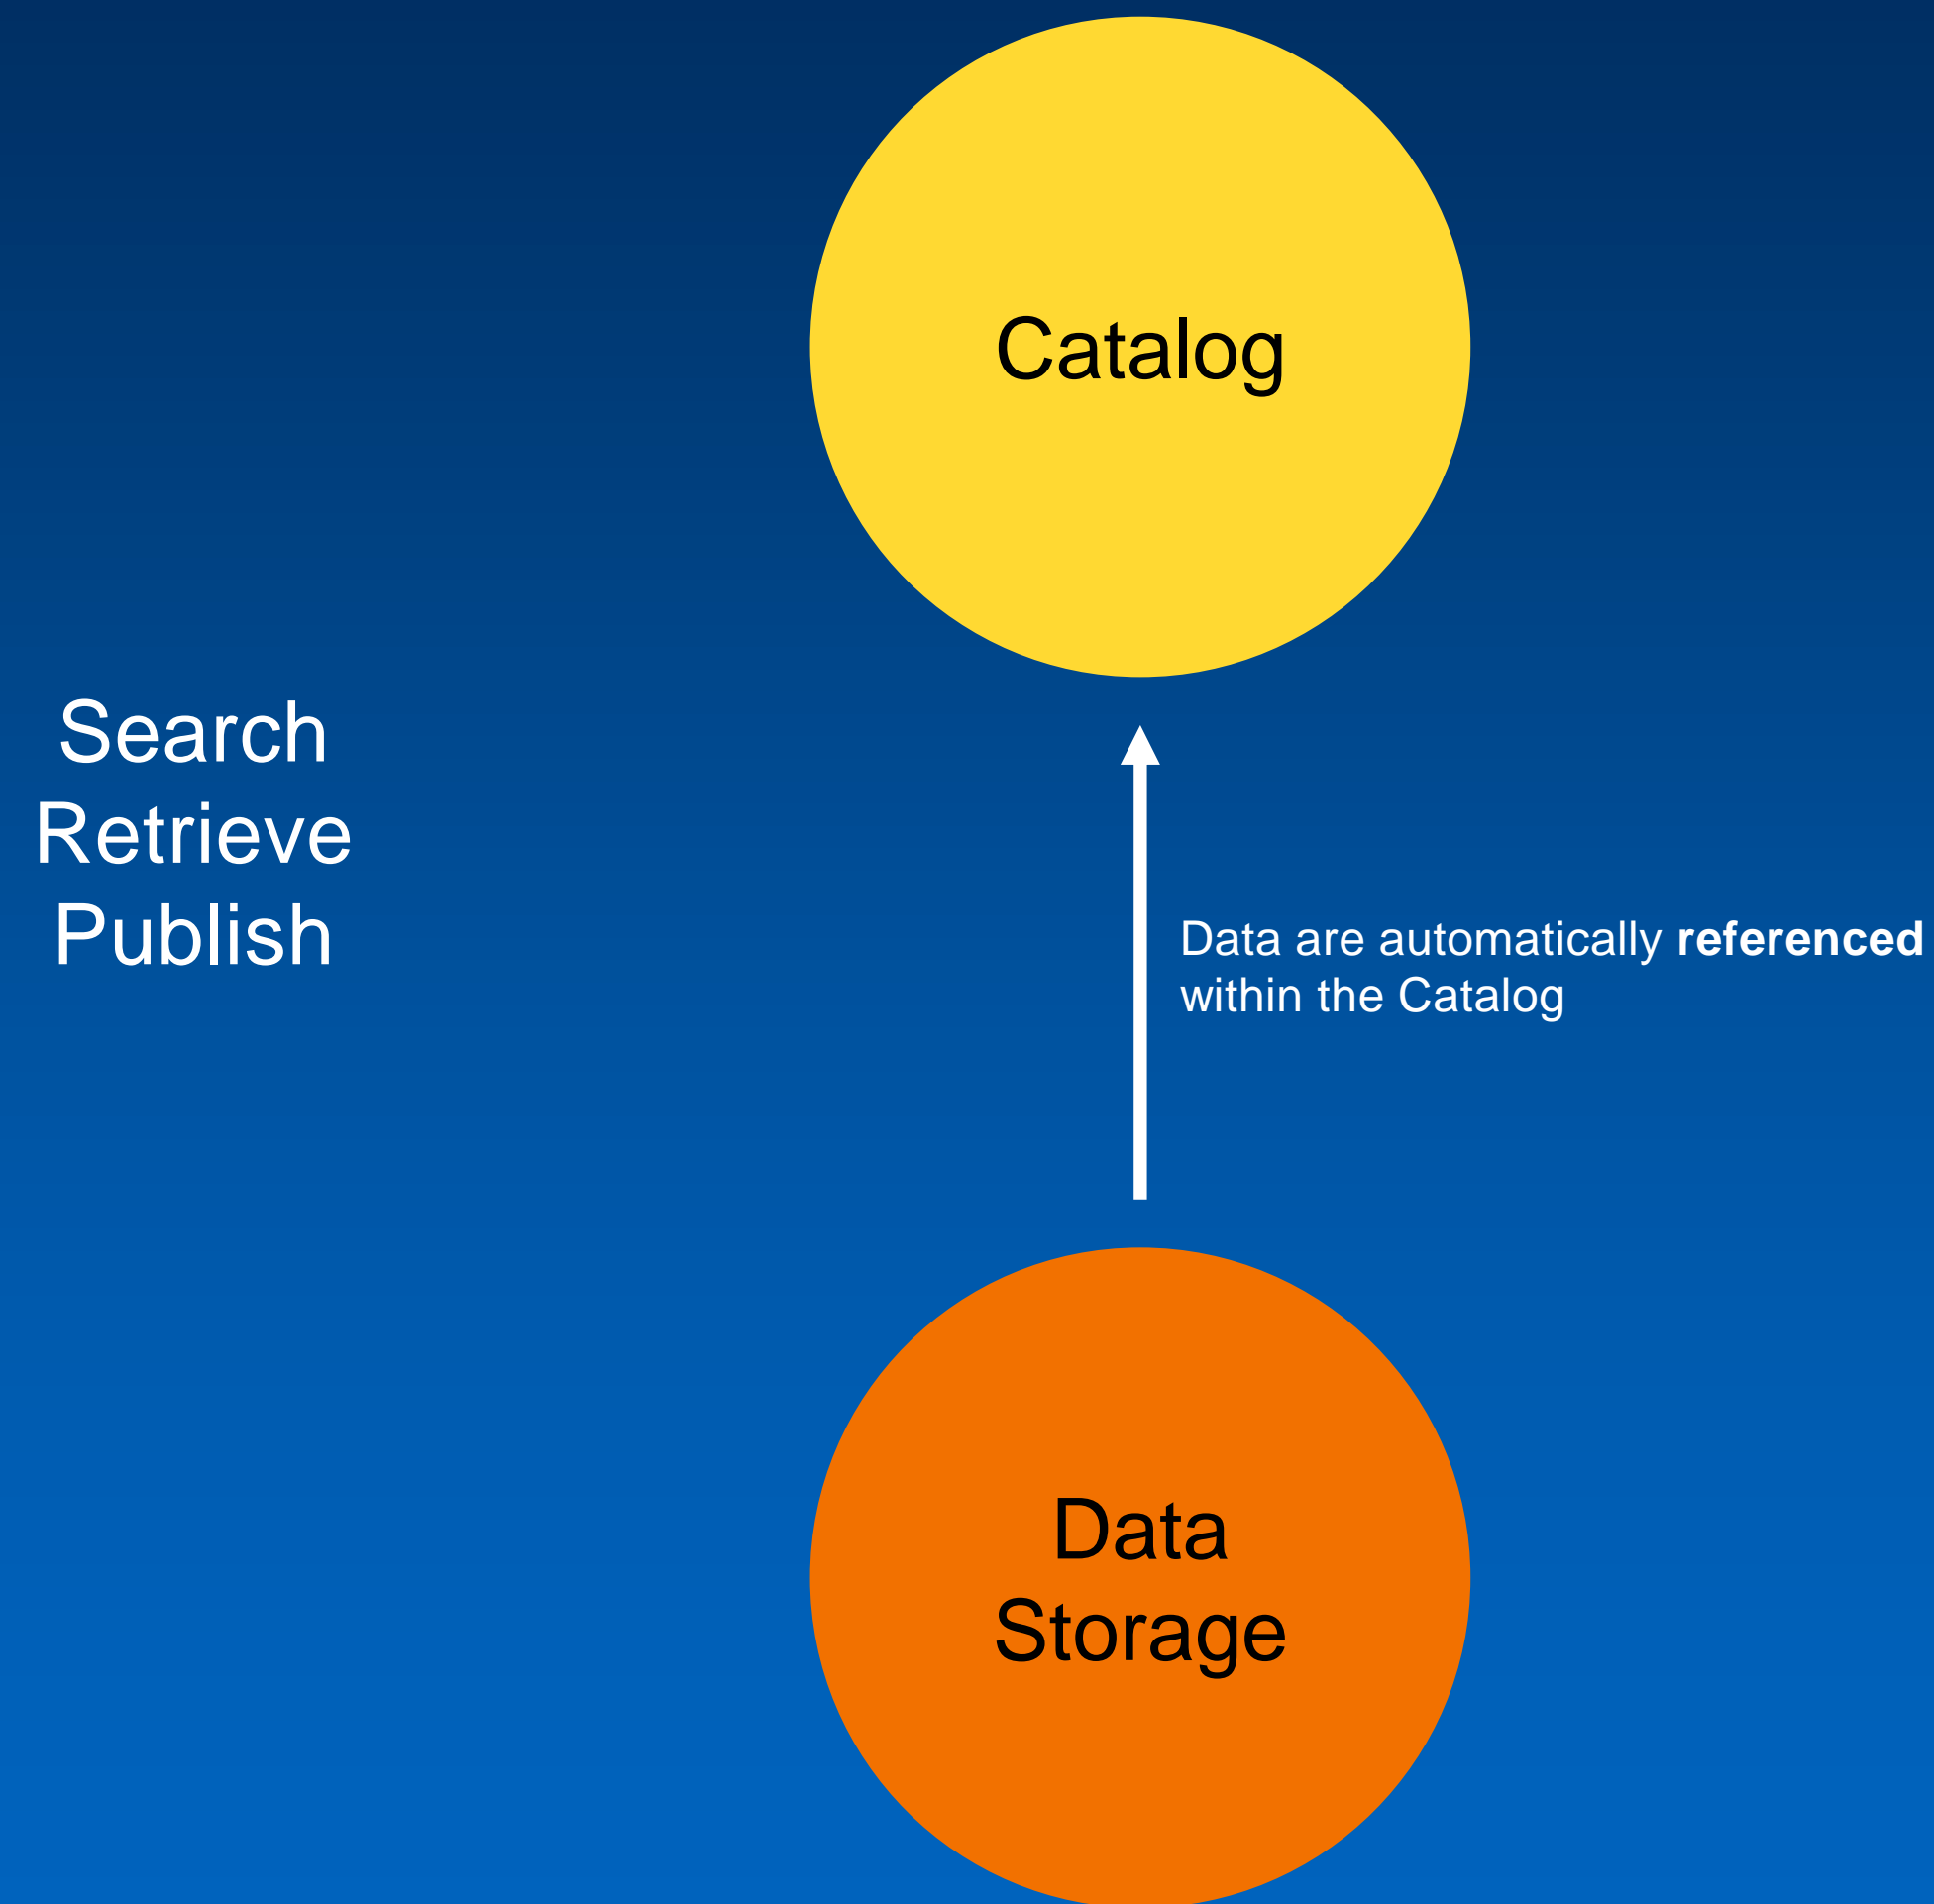 Catalog
Search
Retrieve
Publish
Data are automatically referenced
within the Catalog
Data
Storage